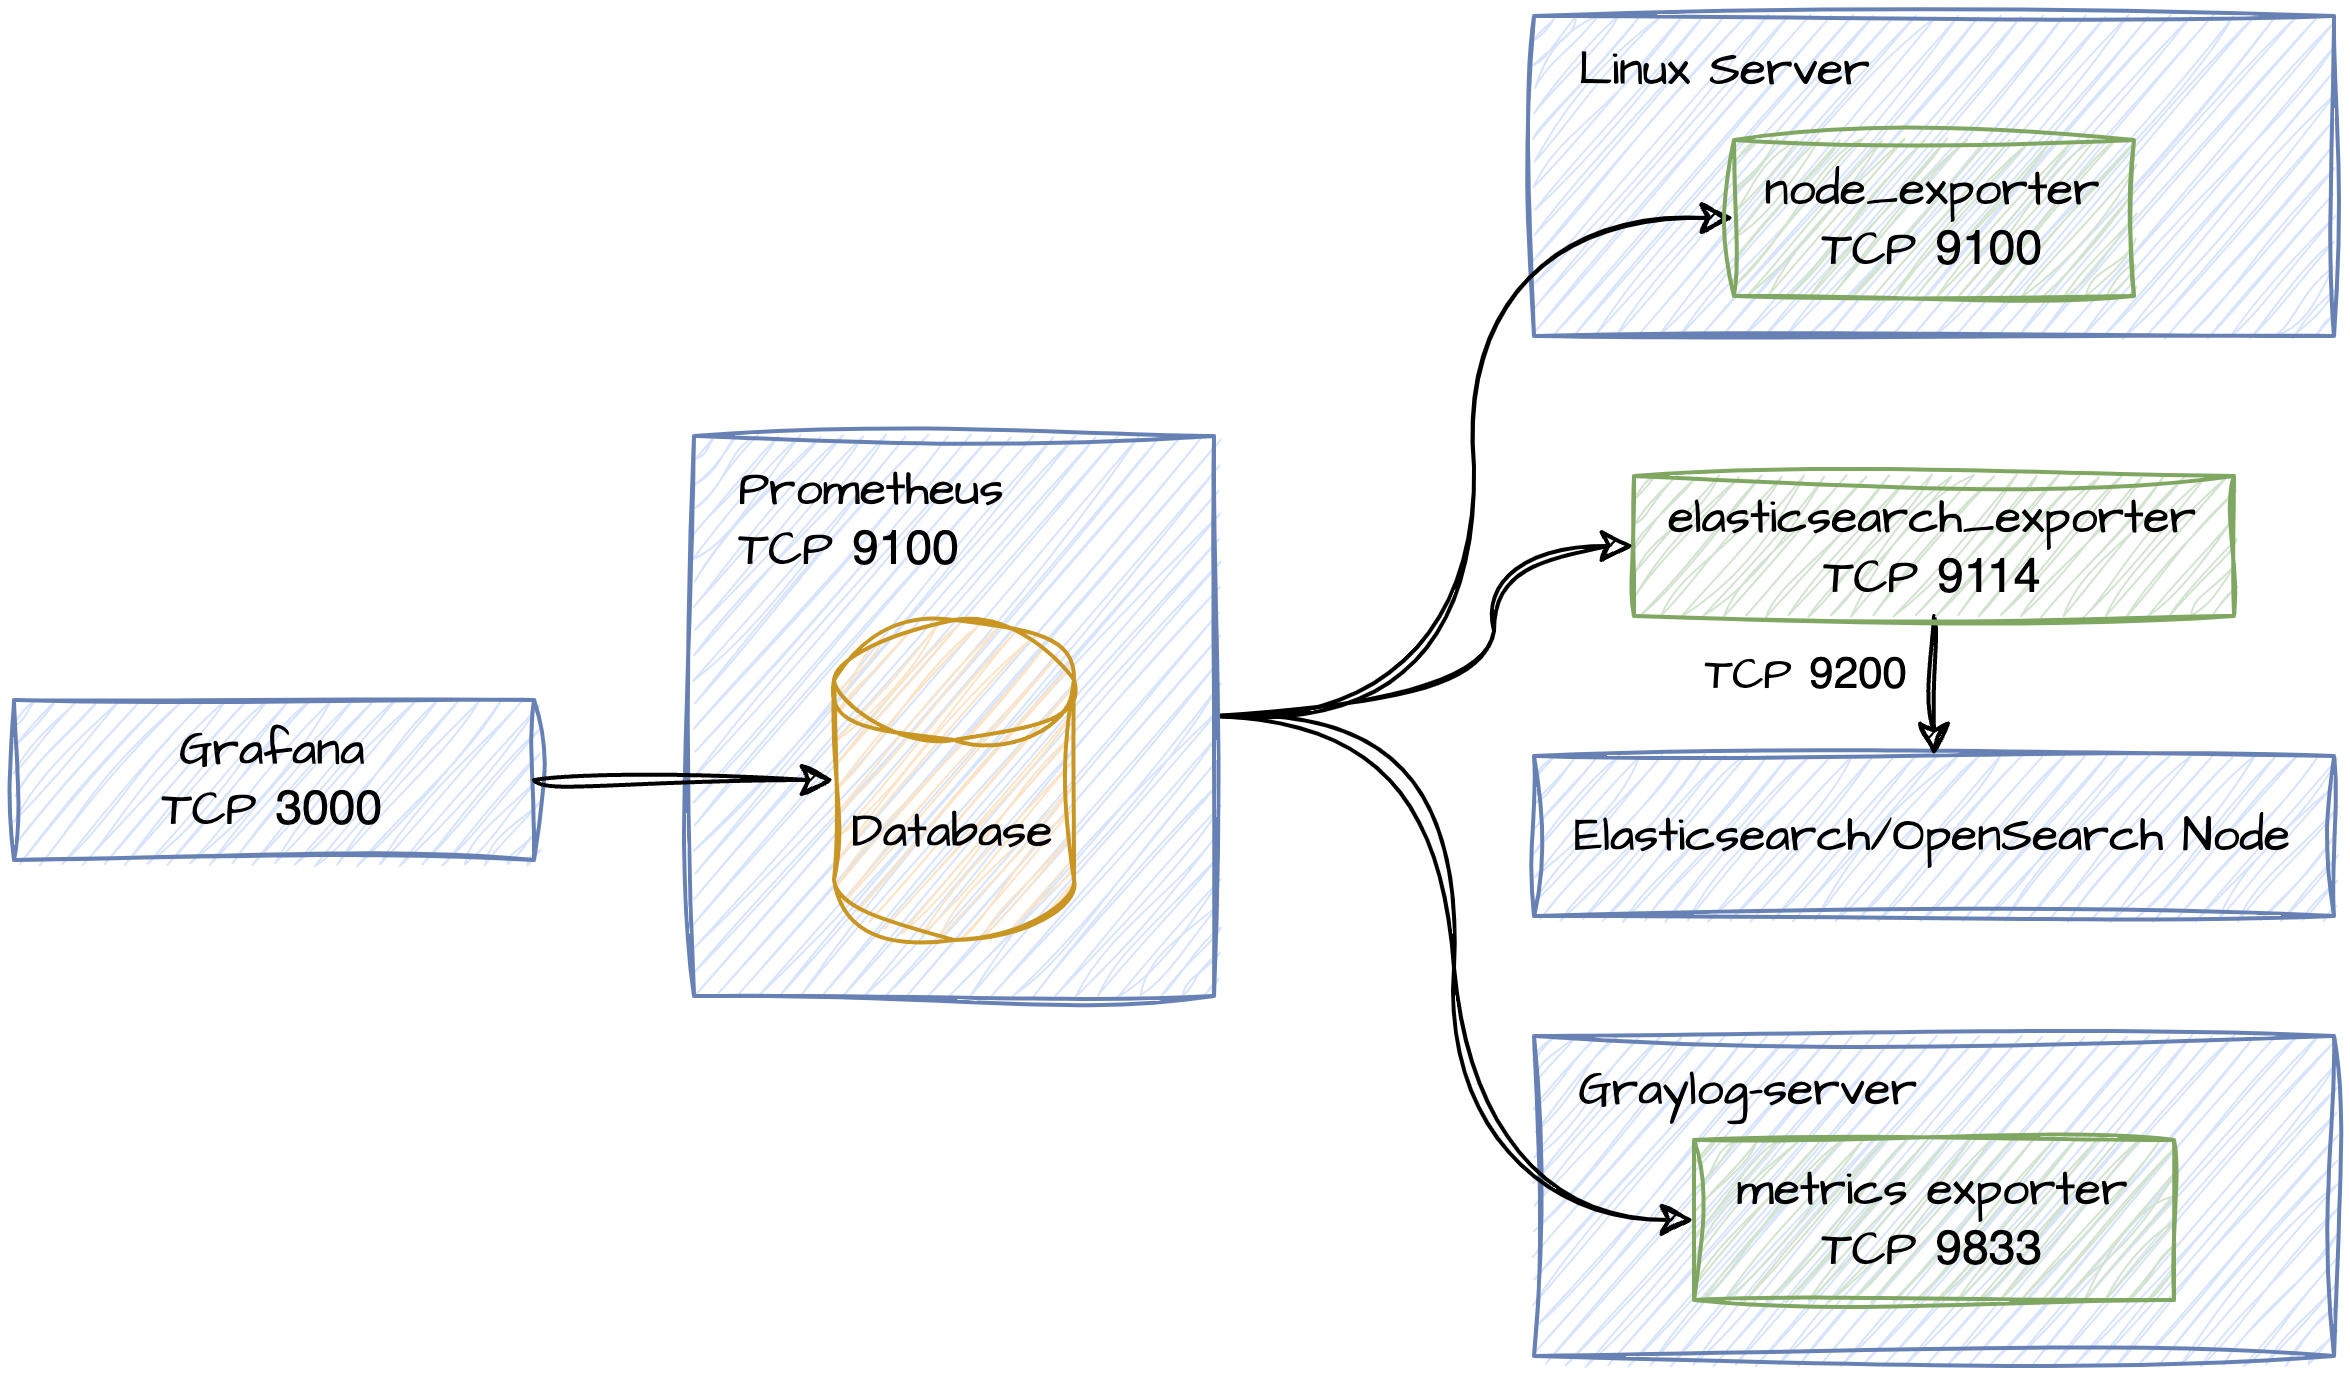 Linux Server
node_exporter
TCP 9100
Prometheus
TCP 9100
Database
Grafana
TCP 3000
elasticsearch_exporter
TCP 9114
TCP 9200
Elasticsearch/OpenSearch Node
Graylog-server
metrics exporter
TCP 9833